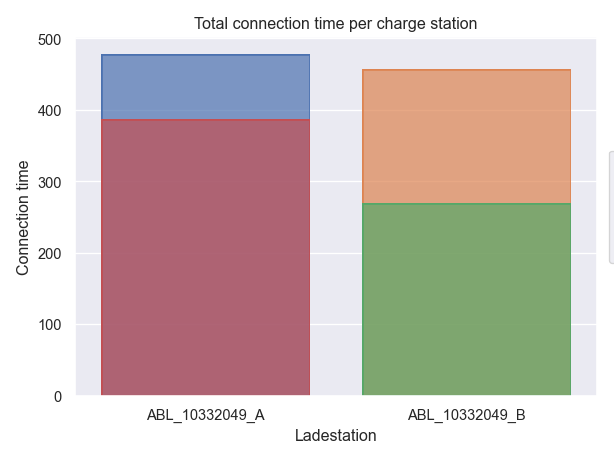 Total connection time per charge station
500
400
300
200
100
0
Connection time
ABL_10332049_A
ABL_10332049_B
Ladestation